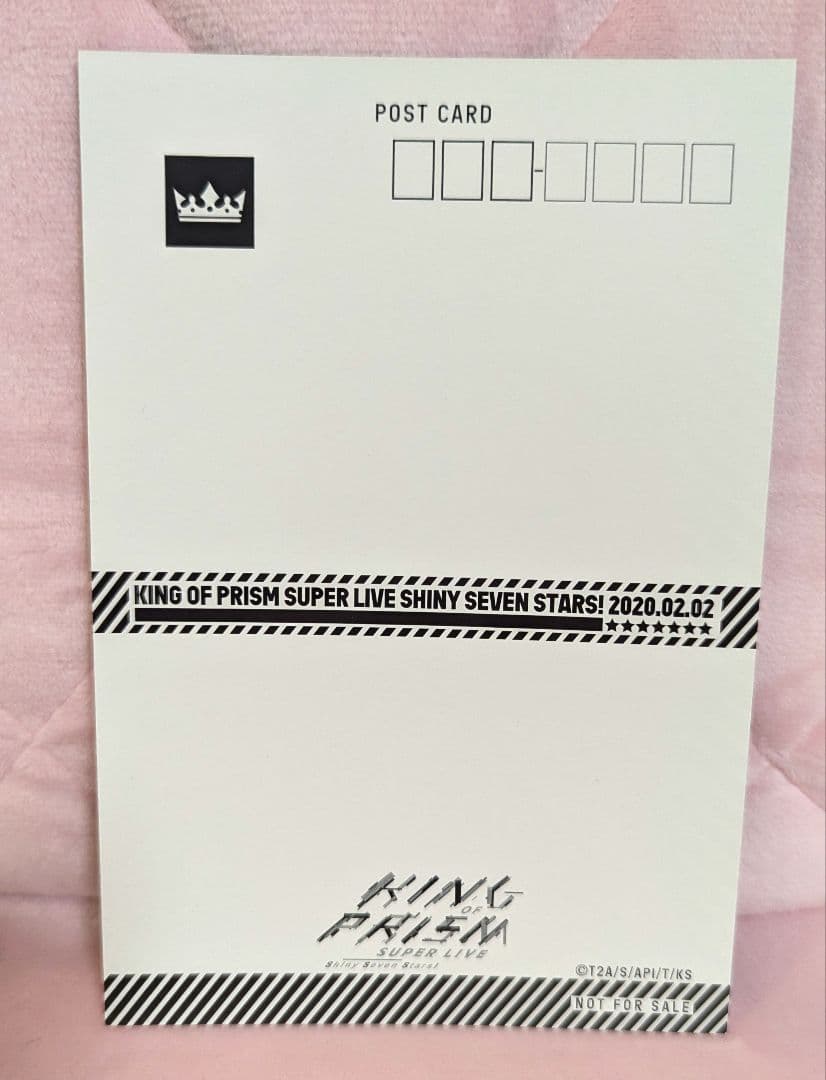 POST CARD
KING OF PRISM SUPER LIVE SHINY SEVEN STARS! 2020.02.02
★★★★★★★
KING
OF
PRISM
SUPER LIVE
Shiny Seven Stars!
©T2A/S/API/T/KS
NOT FOR SALE